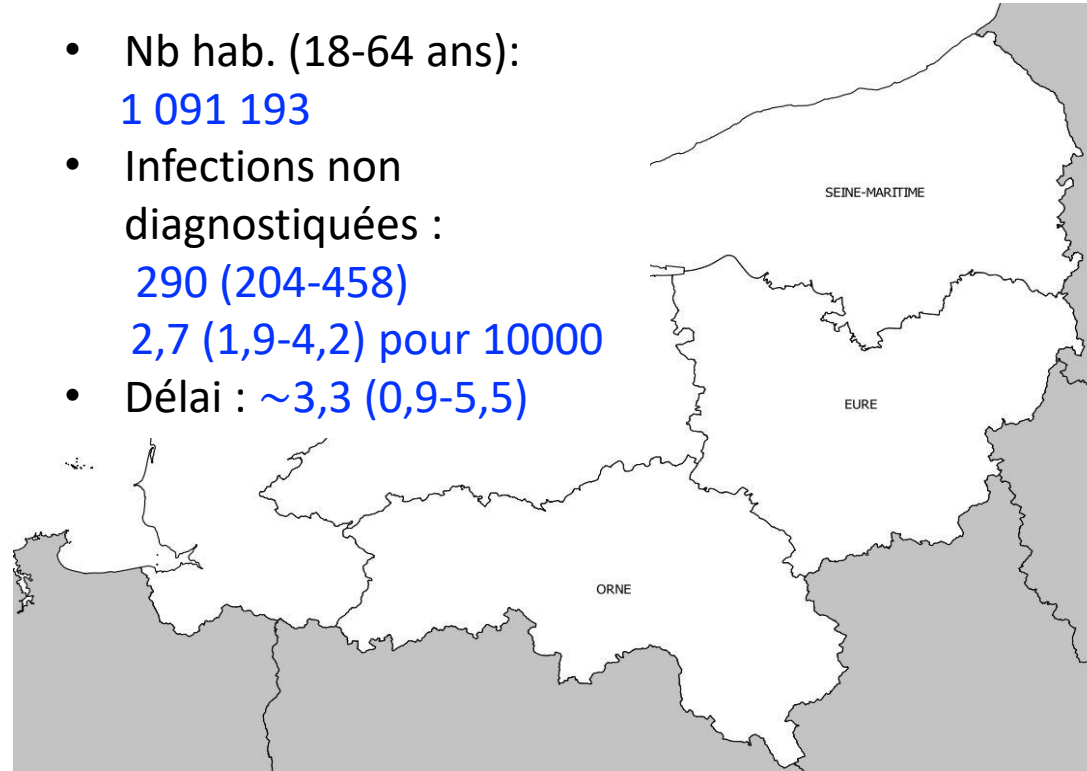 • Nb hab. (18-64 ans):
1 091 193
• Infections non
diagnostiquées :
290 (204-458)
2,7 (1,9-4,2) pour 10000
• Délai : ~3,3 (0,9-5,5)
SEINE-MARITIME
EURE
ORNE